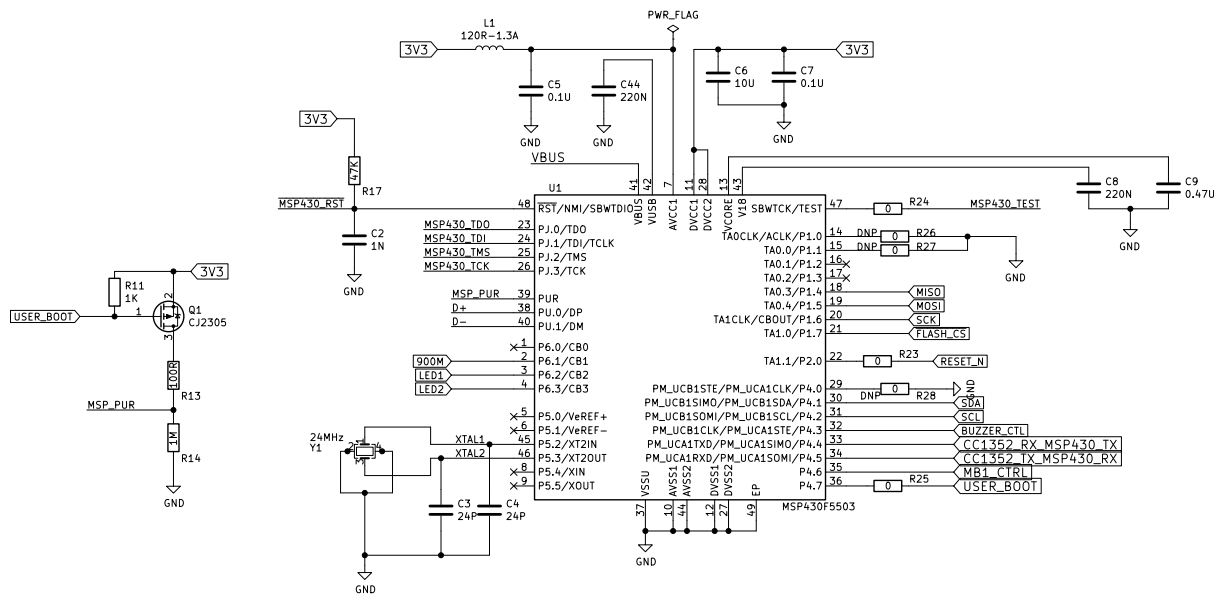 PWR_FLAG
L1
120R-1.3A
3V3
3V3
C5
0.1U
C44
220N
C6
10U
C7
0.1U
GND
GND
GND
3V3
VBUS
47K
R17
MSP430_RST
C2
1N
GND
U1
41
42
7
11
28
13
43
VBUS
VUSB
AVCC1
DVCC1
DVCC2
VCORE
V18
C8
220N
C9
0.47U
GND
48 RST/NMI/SBWTDIO
MSP430_TDO 23 PJ.0/TDO
MSP430_TDI 24 PJ.1/TDI/TCLK
MSP430_TMS 25 PJ.2/TMS
MSP430_TCK 26 PJ.3/TCK
MSP_PUR 39 PUR
D+ 38 PU.0/DP
D- 40 PU.1/DM
1 P6.0/CB0
900M 2 P6.1/CB1
LED1 3 P6.2/CB2
LED2 4 P6.3/CB3
5 P5.0/VeREF+
6 P5.1/VeREF-
XTAL1 45 P5.2/XT2IN
XTAL2 46 P5.3/XT2OUT
8 P5.4/XIN
9 P5.5/XOUT
SBWTCK/TEST 47 0 R24 MSP430_TEST
TA0CLK/ACLK/P1.0 14 DNP 0 R26
TA0.0/P1.1 15 DNP 0 R27
GND
TA0.1/P1.2 16
TA0.2/P1.3 17
TA0.3/P1.4 18 MISO
TA0.4/P1.5 19 MOSI
TA1CLK/CBOUT/P1.6 20 SCK
TA1.0/P1.7 21 FLASH_CS
TA1.1/P2.0 22 0 R23 RESET_N
PM_UCB1STE/PM_UCA1CLK/P4.0 29 DNP 0 R28 GND
PM_UCB1SIMO/PM_UCB1SDA/P4.1 30 SDA
PM_UCB1SOMI/PM_UCB1SCL/P4.2 31 SCL
PM_UCB1CLK/PM_UCA1STE/P4.3 32 BUZZER_CTL
PM_UCA1TXD/PM_UCA1SIMO/P4.4 33 CC1352_RX_MSP430_TX
PM_UCA1RXD/PM_UCA1SOMI/P4.5 34 CC1352_TX_MSP430_RX
P4.6 35 MB1_CTRL
P4.7 36 0 R25 USER_BOOT
VSSU
AVSS1
AVSS2
DVSS1
DVSS2
EP
37
10
44
12
27
49
MSP430F5503
GND
3V3
R11
1K
2
Q1
CJ2305
USER_BOOT
1
3
100R
R13
MSP_PUR
1M
R14
GND
24MHz
Y1
1
2
3
4
C3
24P
C4
24P
GND